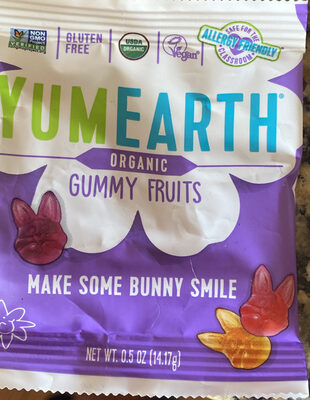 NON
GMO
VERIFIED
GLUTEN
FREE
USDA
ORGANIC
Vegan
SAFE FOR THE
ALLERGY FRIENDLY
CLASSROOM
YUMEARTH®
ORGANIC
GUMMY FRUITS
MAKE SOME BUNNY SMILE
NET WT. 0.5 OZ (14.17g)